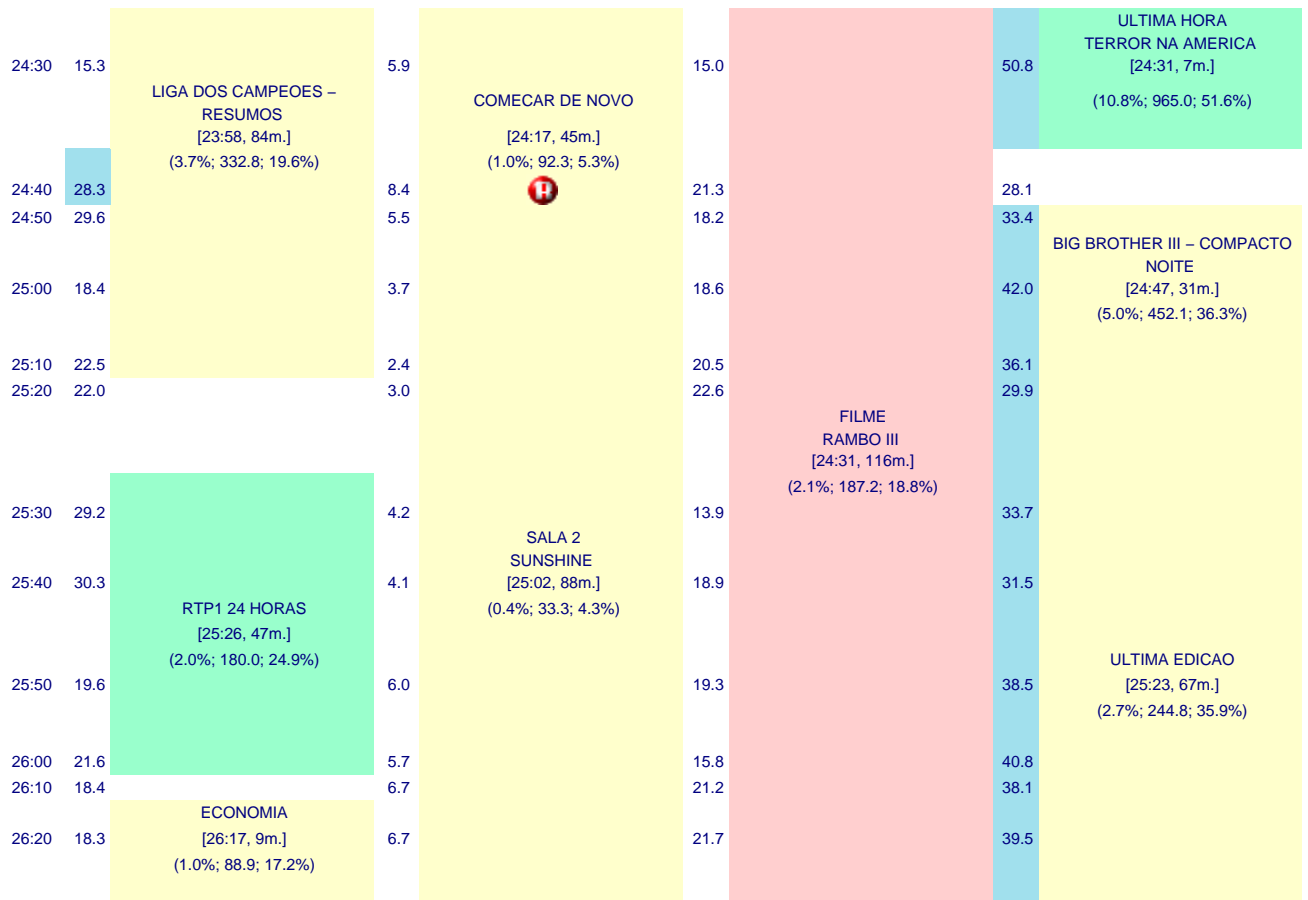 ULTIMA HORA
TERROR NA AMERICA
24:30 15.3 5.9 15.0 50.8 [24:31, 7m.]
LIGA DOS CAMPEOES –
RESUMOS
COMECAR DE NOVO
(10.8%; 965.0; 51.6%)
[23:58, 84m.] [24:17, 45m.]
(3.7%; 332.8; 19.6%) (1.0%; 92.3; 5.3%)
24:40 28.3 8.4 R 21.3 28.1
24:50 29.6 5.5 18.2 33.4
BIG BROTHER III – COMPACTO
NOITE
25:00 18.4 3.7 18.6 42.0 [24:47, 31m.]
(5.0%; 452.1; 36.3%)
25:10 22.5 2.4 20.5 36.1
25:20 22.0 3.0 22.6 29.9
FILME
RAMBO III
[24:31, 116m.]
(2.1%; 187.2; 18.8%)
25:30 29.2 4.2 13.9 33.7
SALA 2
SUNSHINE
25:40 30.3 4.1 [25:02, 88m.] 18.9 31.5
RTP1 24 HORAS (0.4%; 33.3; 4.3%)
[25:26, 47m.]
(2.0%; 180.0; 24.9%) ULTIMA EDICAO
25:50 19.6 6.0 19.3 38.5 [25:23, 67m.]
(2.7%; 244.8; 35.9%)
26:00 21.6 5.7 15.8 40.8
26:10 18.4 6.7 21.2 38.1
ECONOMIA
26:20 18.3 [26:17, 9m.] 6.7 21.7 39.5
(1.0%; 88.9; 17.2%)